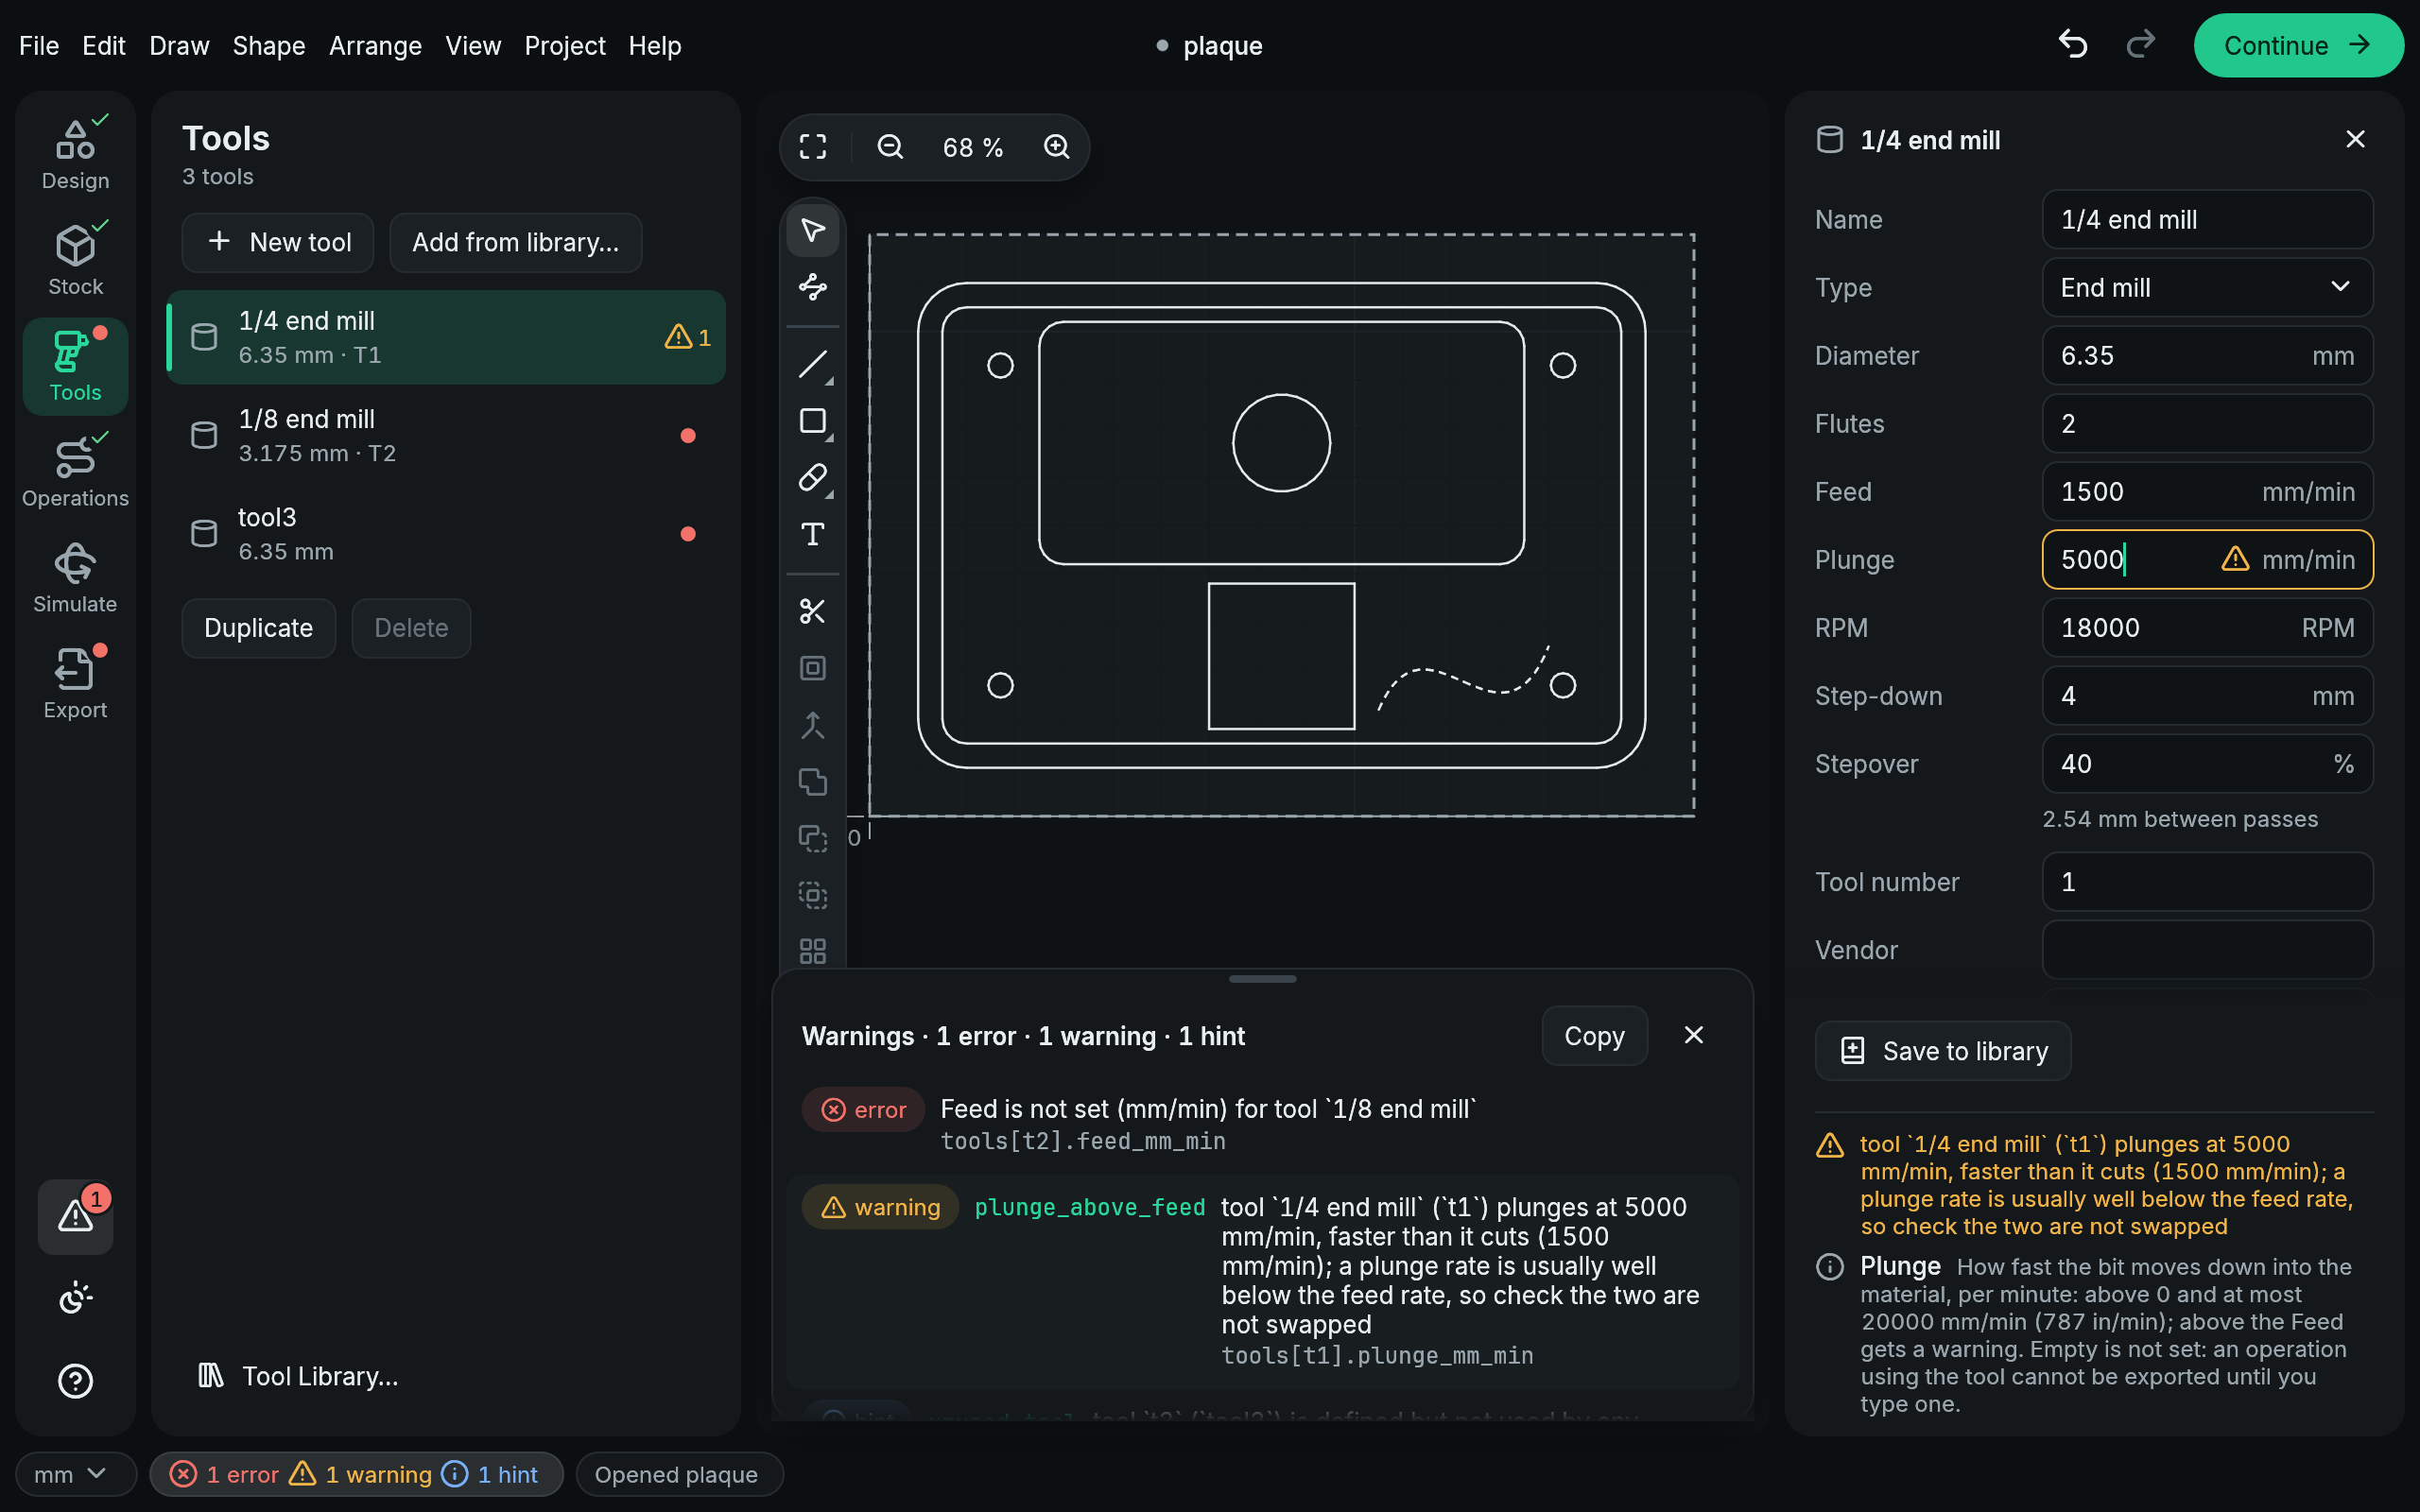 File Edit Draw Shape Arrange View Project Help
plaque
Continue
Design
Stock
Tools
Operations
Simulate
Export
1
Tools
3 tools
New tool
Add from library...
1/4 end mill
6.35 mm · T1
1
1/8 end mill
3.175 mm · T2
tool3
6.35 mm
Duplicate
Delete
Tool Library...
68 %
0
Warnings · 1 error · 1 warning · 1 hint
Copy
error
Feed is not set (mm/min) for tool `1/8 end mill`
tools[t2].feed_mm_min
warning
plunge_above_feed
tool `1/4 end mill` (`t1`) plunges at 5000
mm/min, faster than it cuts (1500
mm/min); a plunge rate is usually well
below the feed rate, so check the two are
not swapped
tools[t1].plunge_mm_min
1/4 end mill
Name
1/4 end mill
Type
End mill
Diameter
6.35 mm
Flutes
2
Feed
1500 mm/min
Plunge
5000 mm/min
RPM
18000 RPM
Step-down
4 mm
Stepover
40 %
2.54 mm between passes
Tool number
1
Vendor
Save to library
tool `1/4 end mill` (`t1`) plunges at 5000
mm/min, faster than it cuts (1500 mm/min); a
plunge rate is usually well below the feed rate,
so check the two are not swapped
Plunge How fast the bit moves down into the
material, per minute: above 0 and at most
20000 mm/min (787 in/min); above the Feed
gets a warning. Empty is not set: an operation
using the tool cannot be exported until you
type one.
mm
1 error 1 warning 1 hint
Opened plaque